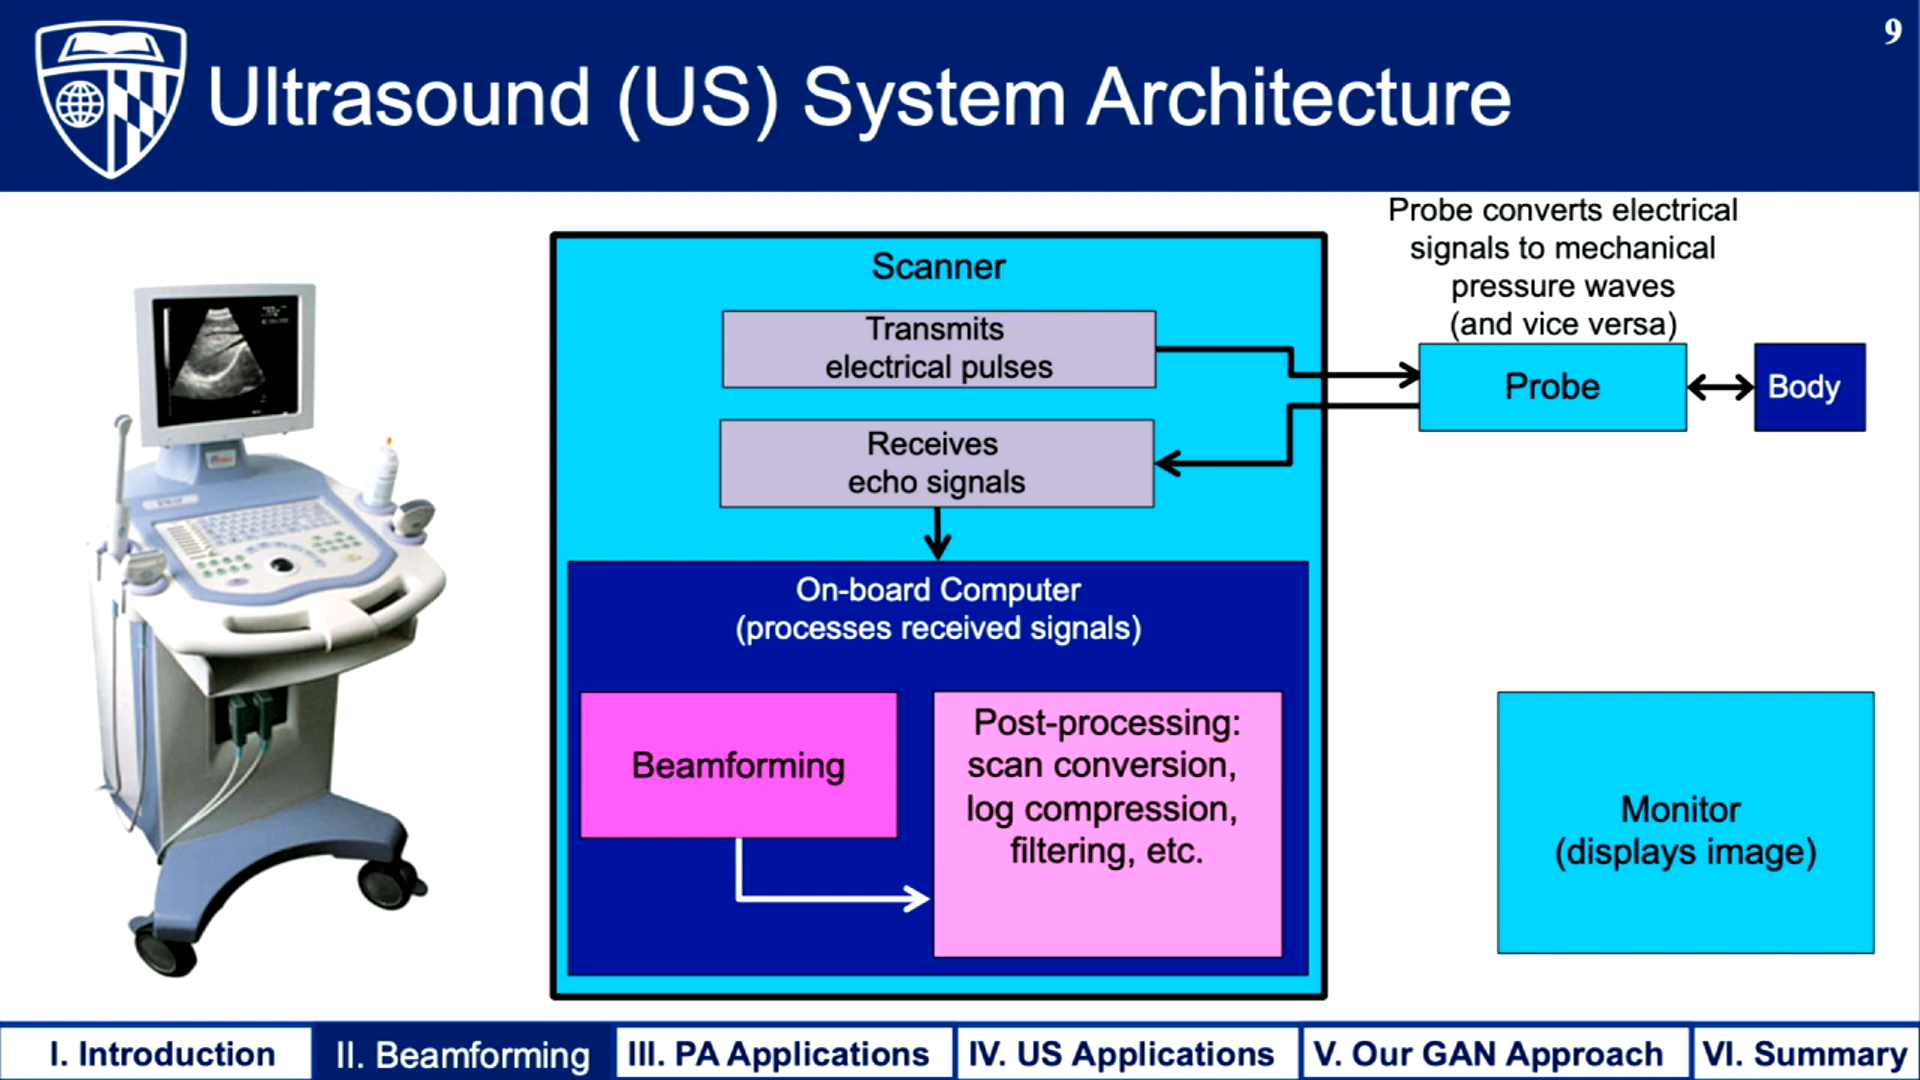 9
Ultrasound (US) System Architecture
Probe converts electrical
signals to mechanical
pressure waves
(and vice versa)
Scanner
Transmits
electrical pulses
Probe
Body
Receives
echo signals
On-board Computer
(processes received signals)
Beamforming
Post-processing:
scan conversion,
log compression,
filtering, etc.
Monitor
(displays image)
I. Introduction
II. Beamforming
III. PA Applications
IV. US Applications
V. Our GAN Approach
VI. Summary